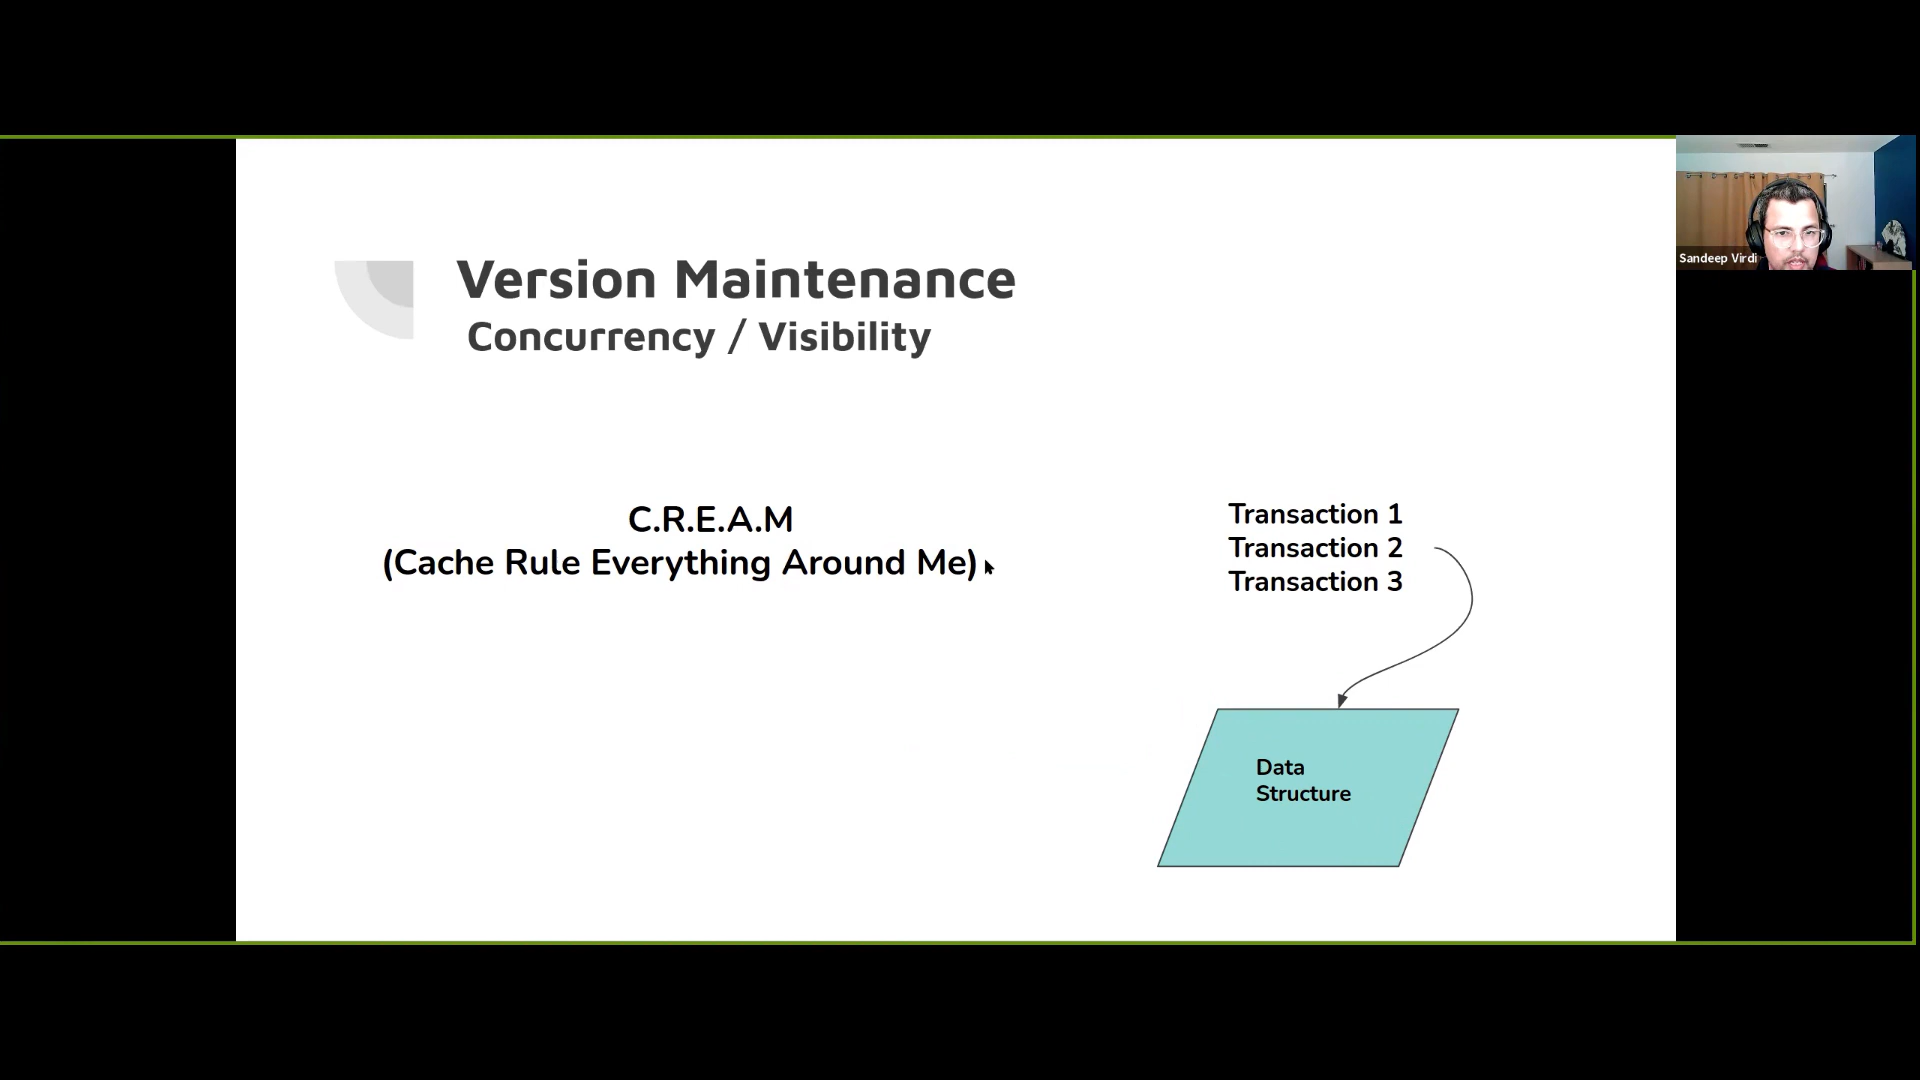 Version Maintenance
Concurrency / Visibility
C.R.E.A.M
(Cache Rule Everything Around Me)
Transaction 1
Transaction 2
Transaction 3
Data
Structure
Sandeep Virdi